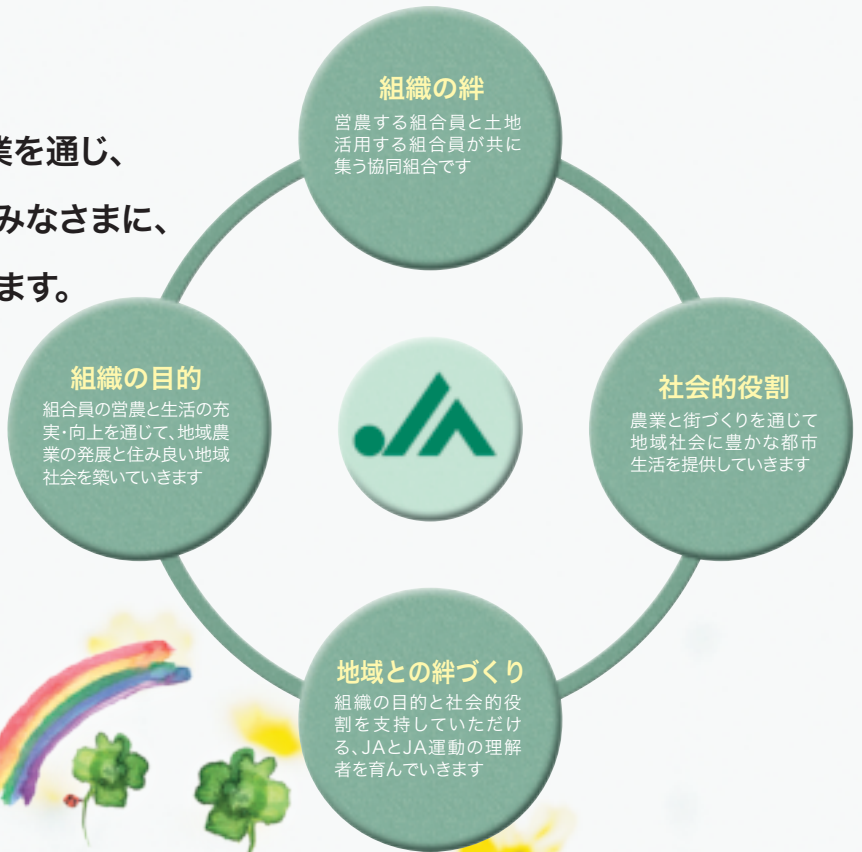 業を通じ、
みなさまに、
ます。
組織の絆
営農する組合員と土地
活用する組合員が共に
集う協同組合です
組織の目的
組合員の営農と生活の充
実・向上を通じて、地域農
業の発展と住み良い地域
社会を築いていきます
JA
社会的役割
農業と街づくりを通じて
地域社会に豊かな都市
生活を提供していきます
地域との絆づくり
組織の目的と社会的役
割を支持していただけ
る、JAとJA運動の理解
者を育んでいきます